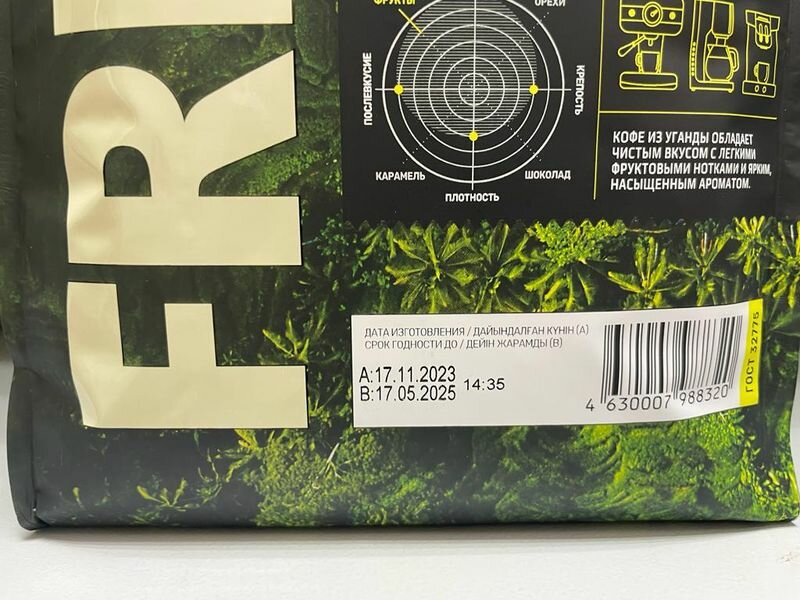 FR
ФРУКТЫ
ОРЕХИ
ПОСЛЕВКУСИЕ
КРЕПОСТЬ
КАРАМЕЛЬ
ШОКОЛАД
ПЛОТНОСТЬ
КОФЕ ИЗ УГАНДЫ ОБЛАДАЕТ
ЧИСТЫМ ВКУСОМ С ЛЕГКИМИ
ФРУКТОВЫМИ НОТКАМИ И ЯРКИМ,
НАСЫЩЕННЫМ АРОМАТОМ.
ДАТА ИЗГОТОВЛЕНИЯ / ДАЙЫНДАЛҒАН КҮНІН (А)
СРОК ГОДНОСТИ ДО / ДЕЙІН ЖАРАМДЫ (В)
А:17.11.2023
В:17.05.2025 14:35
4 630007 988320
ГОСТ 32775